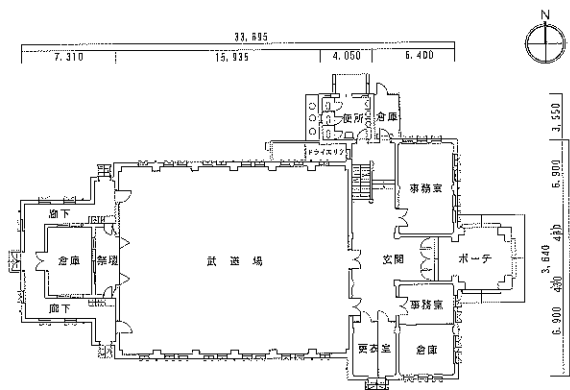 33,695
7,310
15,935
4,050
6,400
N
便所
倉庫
ドライエリア
3,550
廊下
事務室
6,900
倉庫
祭壇
武道場
玄関
ポーチ
430
3,640
430
廊下
事務室
更衣室
倉庫
6,900